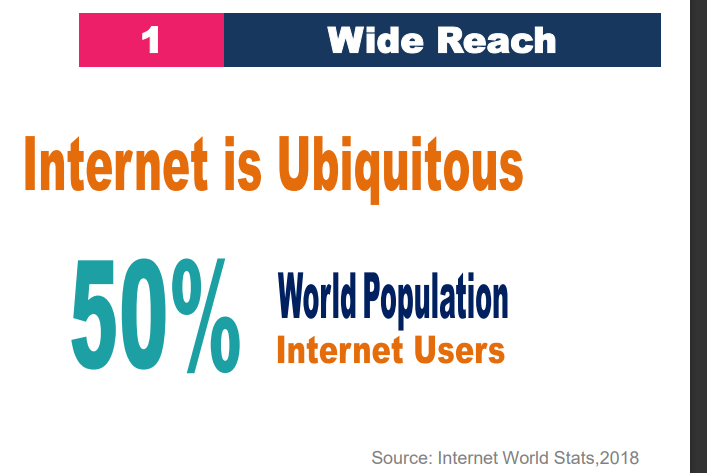 1 Wide Reach
Internet is Ubiquitous
50%
World Population
Internet Users
Source: Internet World Stats,2018